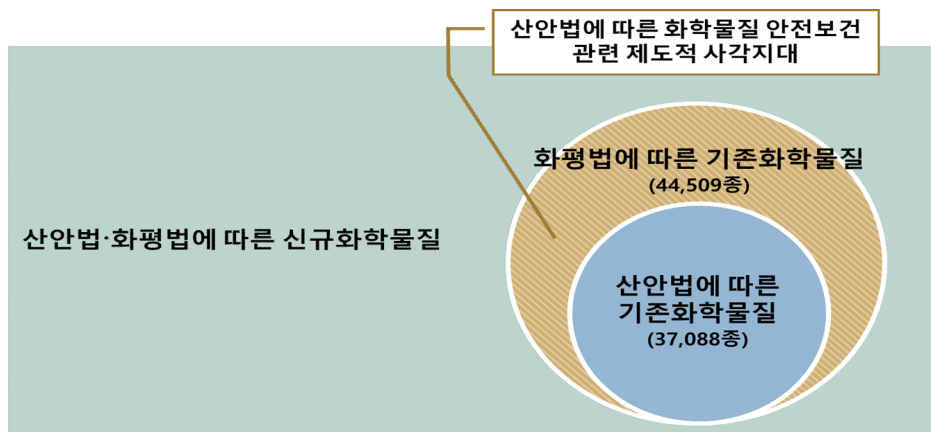 산안법에 따른 화학물질 안전보건
관련 제도적 사각지대
화평법에 따른 기존화학물질
(44,509종)
산안법·화평법에 따른 신규화학물질
산안법에 따른
기존화학물질
(37,088종)